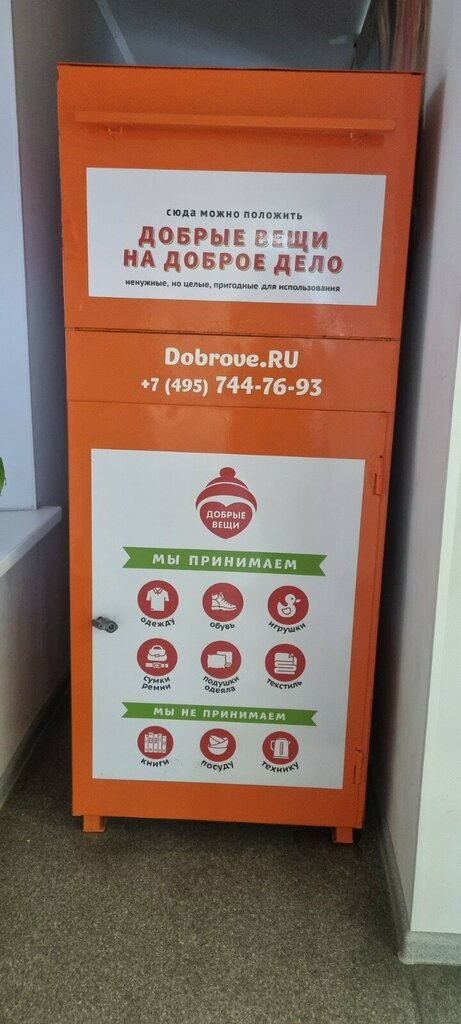 сюда можно положить
ДОБРЫЕ ВЕЩИ
НА ДОБРОЕ ДЕЛО
ненужные, но целые, пригодные для использования
Dobrove.RU
+7 (495) 744-76-93
ДОБРЫЕ
ВЕЩИ
МЫ ПРИНИМАЕМ
одежду обувь игрушки
сумки подушки текстиль
ремни одеяла
МЫ НЕ ПРИНИМАЕМ
книги посуду технику